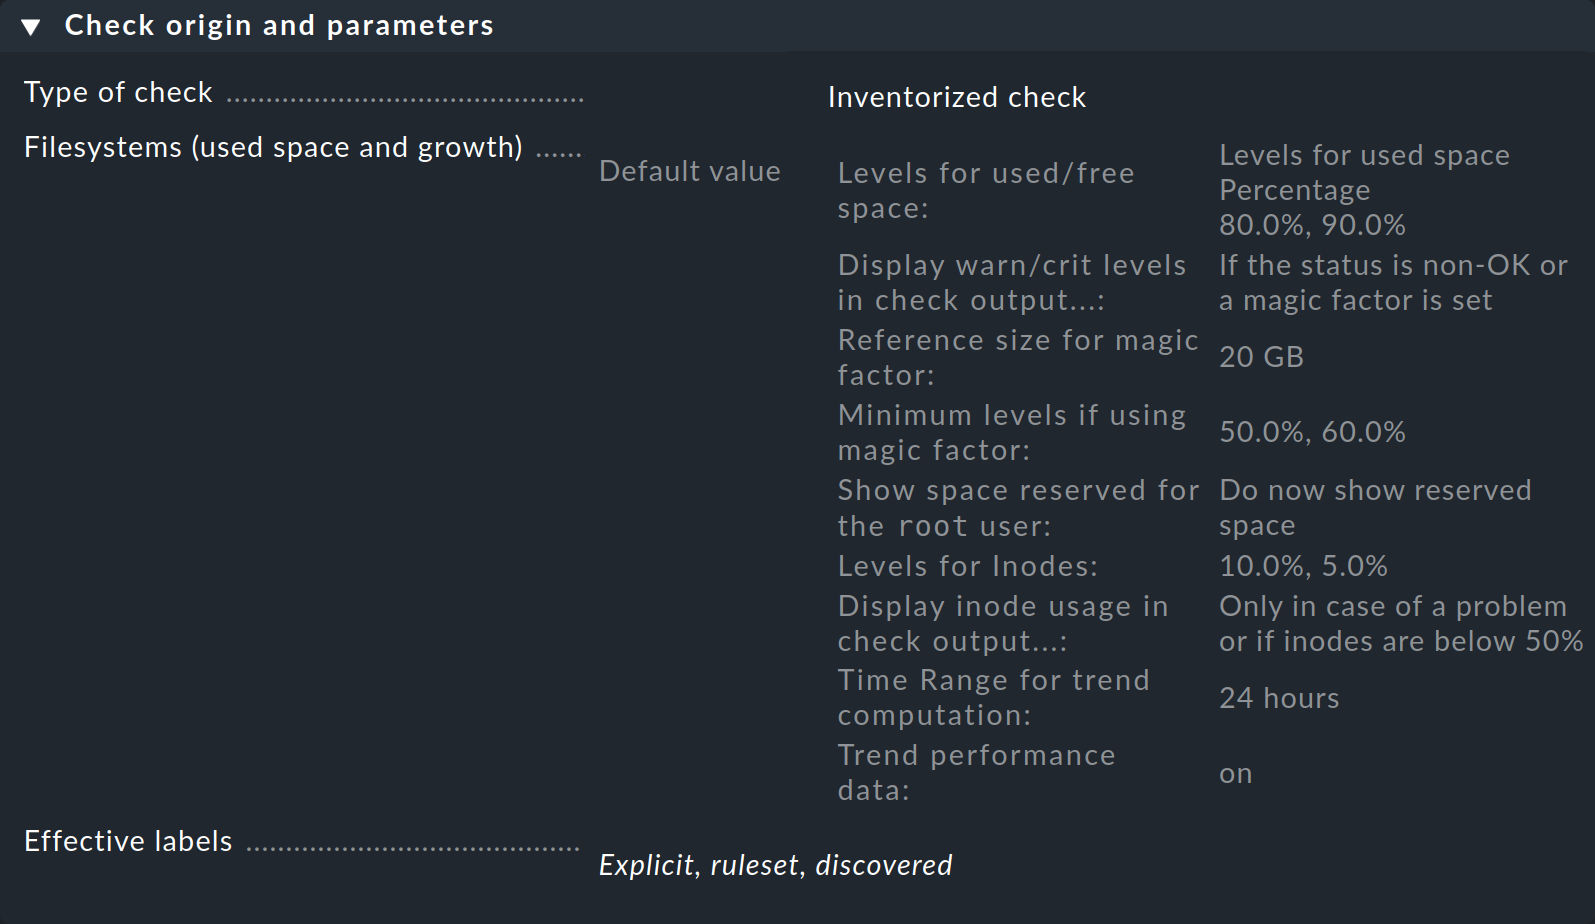 ▼ Check origin and parameters
Type of check ..............................................
Inventorized check
Filesystems (used space and growth) ......
Default value
Levels for used/free
space:
Levels for used space
Percentage
80.0%, 90.0%
Display warn/crit levels
in check output...:
If the status is non-OK or
a magic factor is set
Reference size for magic
factor:
20 GB
Minimum levels if using
magic factor:
50.0%, 60.0%
Show space reserved for
the root user:
Do now show reserved
space
Levels for Inodes:
10.0%, 5.0%
Display inode usage in
check output...:
Only in case of a problem
or if inodes are below 50%
Time Range for trend
computation:
24 hours
Trend performance
data:
on
Effective labels ...........................................
Explicit, ruleset, discovered